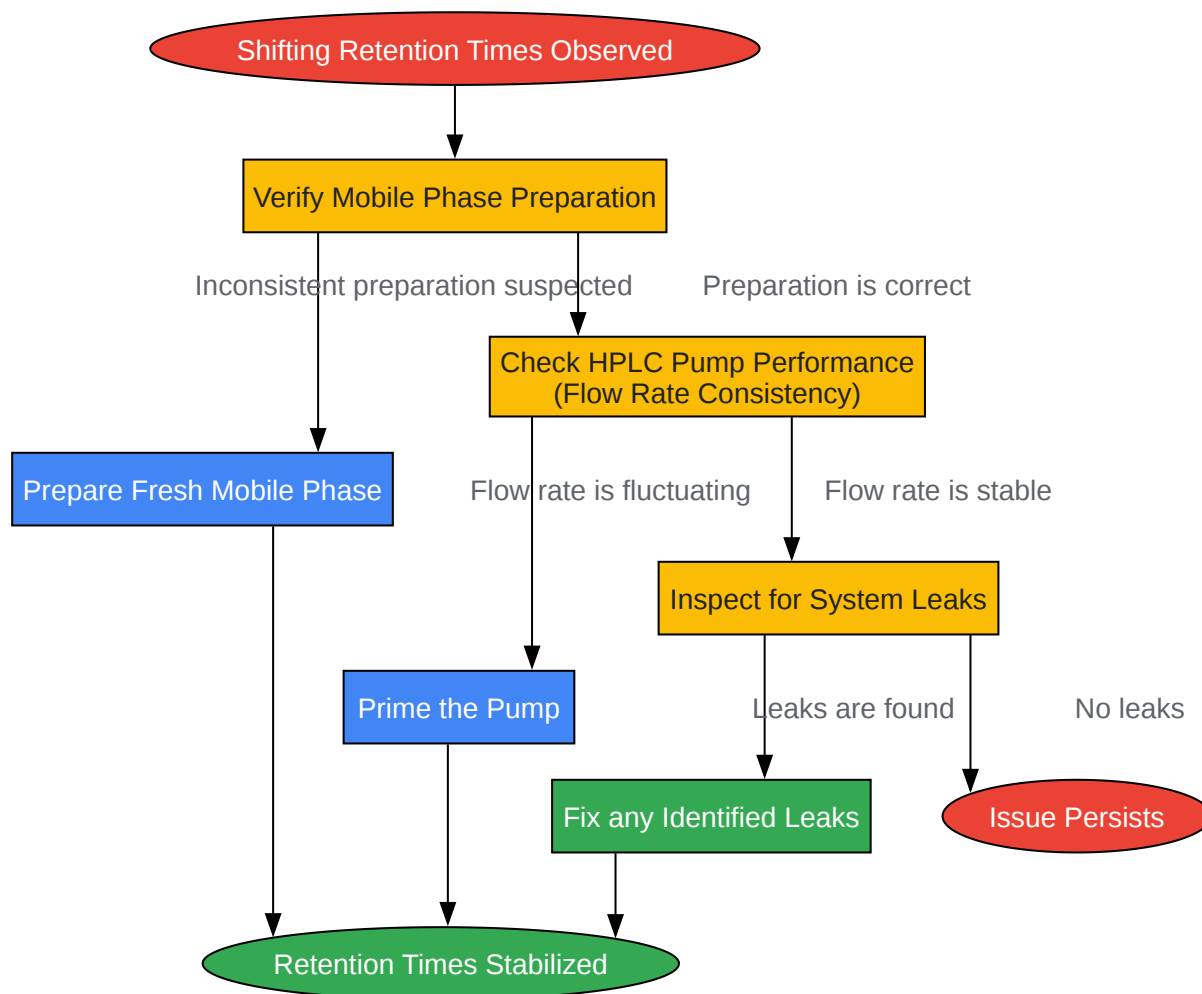 Shifting Retention Times Observed
Verify Mobile Phase Preparation
Inconsistent preparation suspected
Preparation is correct
Check HPLC Pump Performance
(Flow Rate Consistency)
Prepare Fresh Mobile Phase
Flow rate is fluctuating
Flow rate is stable
Inspect for System Leaks
Prime the Pump
Leaks are found
No leaks
Fix any Identified Leaks
Issue Persists
Retention Times Stabilized